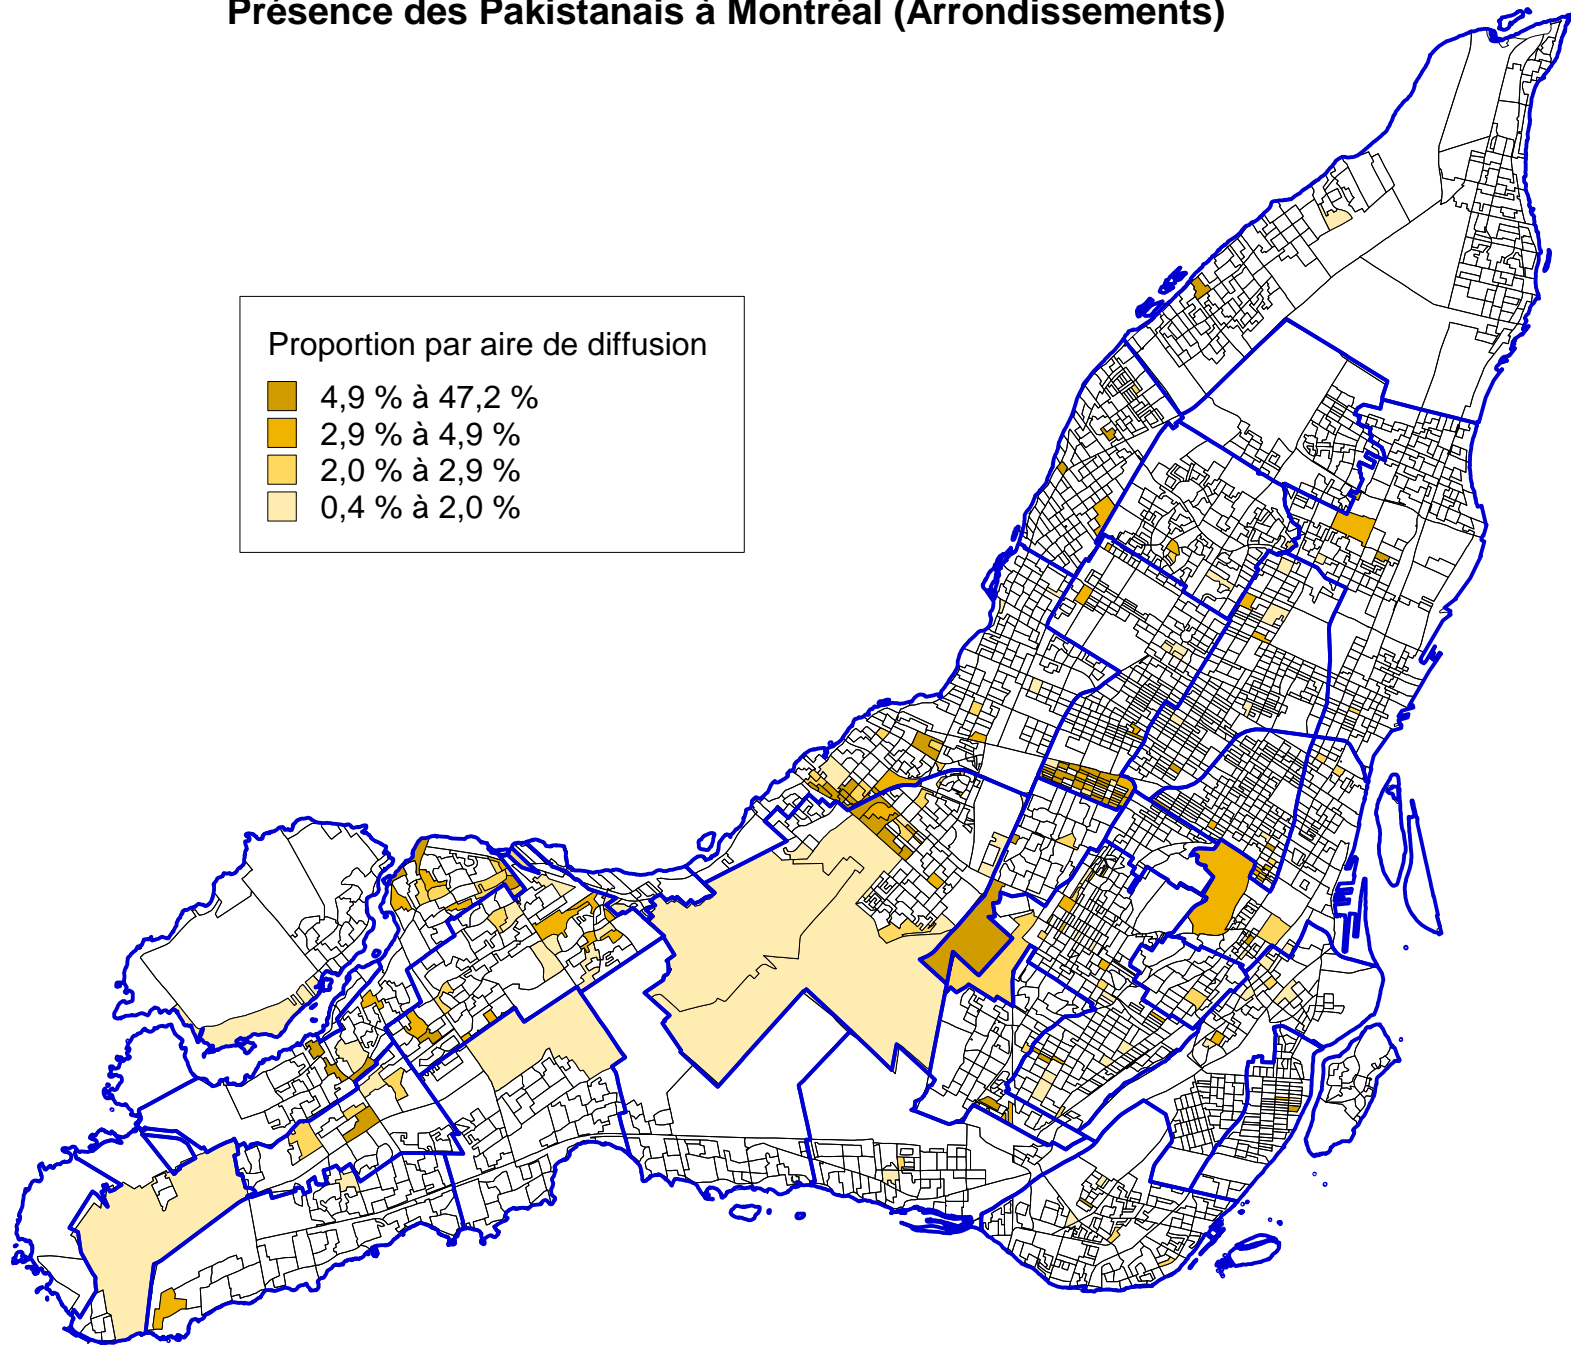 Présence des Pakistanais à Montréal (Arrondissements)
Proportion par aire de diffusion
4,9 % à 47,2 %
2,9 % à 4,9 %
2,0 % à 2,9 %
0,4 % à 2,0 %